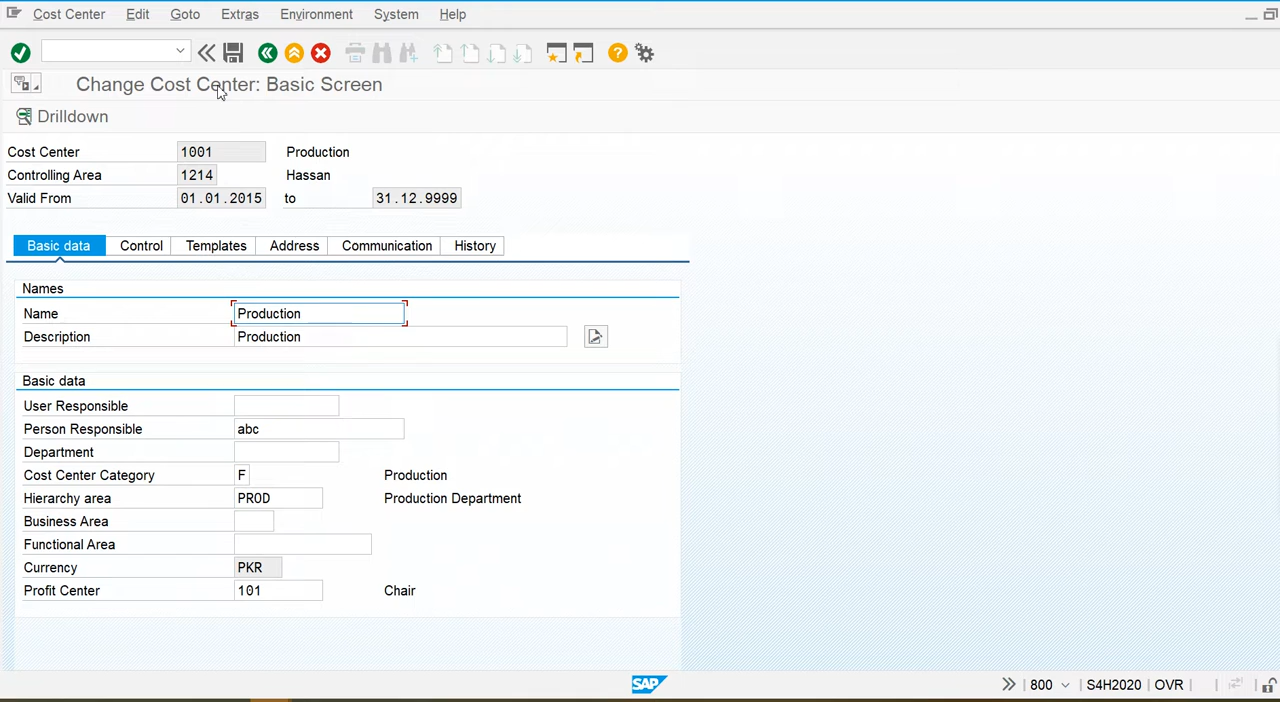 Cost Center Edit Goto Extras Environment System Help
Change Cost Center: Basic Screen
Drilldown
Cost Center 1001 Production
Controlling Area 1214 Hassan
Valid From 01.01.2015 to 31.12.9999
Basic data Control Templates Address Communication History
Names
Name Production
Description Production
Basic data
User Responsible
Person Responsible abc
Department
Cost Center Category F Production
Hierarchy area PROD Production Department
Business Area
Functional Area
Currency PKR
Profit Center 101 Chair
SAP 800 S4H2020 OVR